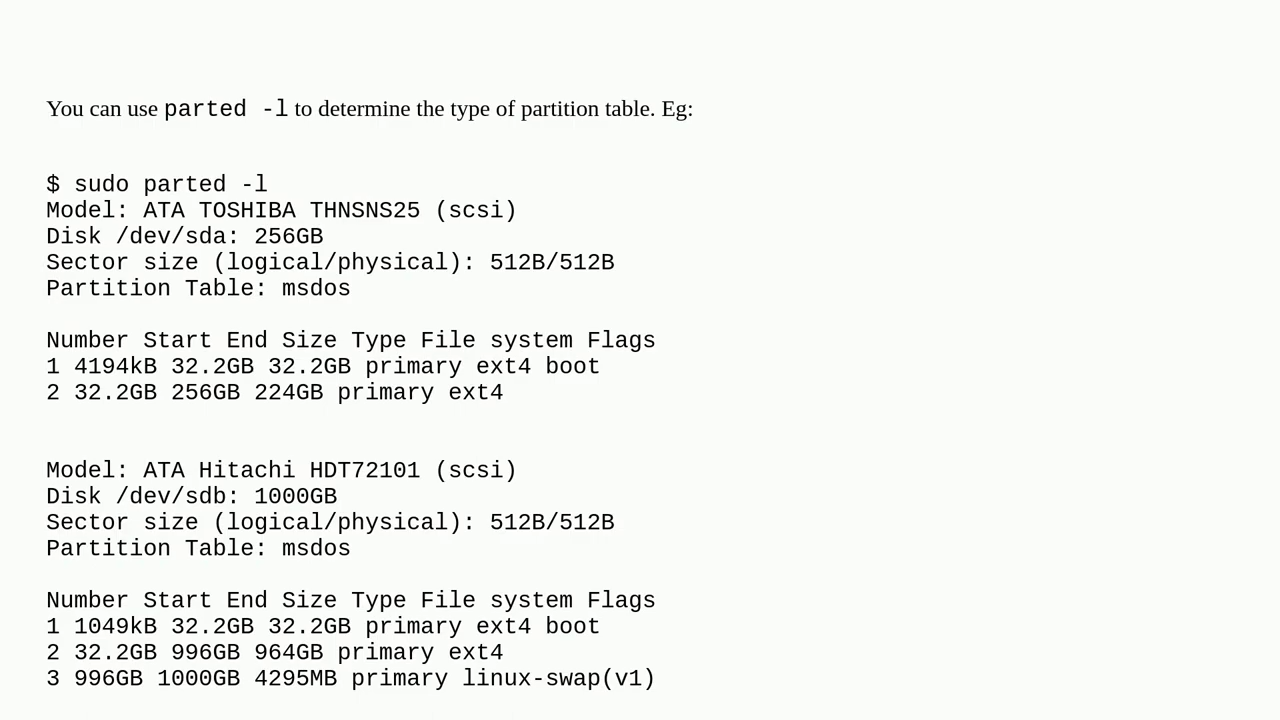 You can use parted -l to determine the type of partition table. Eg:
$ sudo parted -l
Model: ATA TOSHIBA THNSNS25 (scsi)
Disk /dev/sda: 256GB
Sector size (logical/physical): 512B/512B
Partition Table: msdos
Number Start End Size Type File system Flags
1 4194kB 32.2GB 32.2GB primary ext4 boot
2 32.2GB 256GB 224GB primary ext4
Model: ATA Hitachi HDT72101 (scsi)
Disk /dev/sdb: 1000GB
Sector size (logical/physical): 512B/512B
Partition Table: msdos
Number Start End Size Type File system Flags
1 1049kB 32.2GB 32.2GB primary ext4 boot
2 32.2GB 996GB 964GB primary ext4
3 996GB 1000GB 4295MB primary linux-swap(v1)